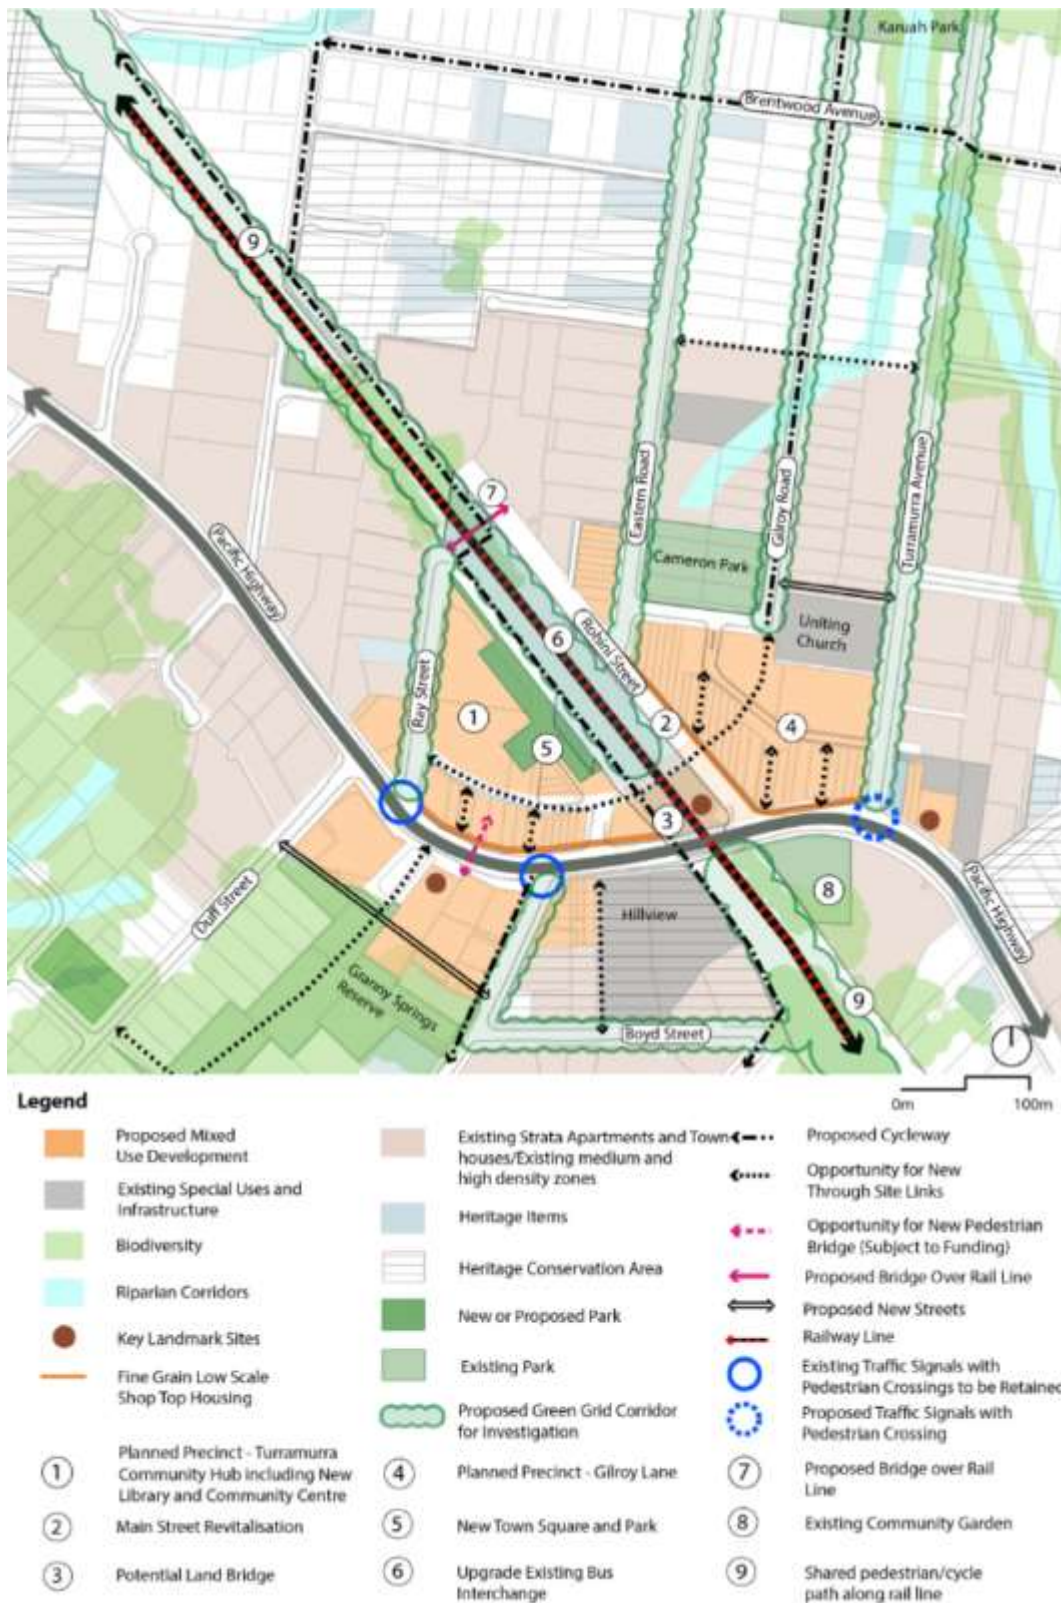 Karuah Park
Brentwood Avenue
9
7
Pacific Highway
Eastern Road
Gilroy Road
Turramurra Avenue
Cameron Park
Uniting
Church
Rohini Street
6
Ray Street
1
2
4
5
3
Duff Street
Hillview
8
Pacific Highway
Granny Springs
Reserve
Boyd Street
9
0m
100m
Legend
Proposed Mixed
Use Development
Existing Special Uses and
Infrastructure
Biodiversity
Riparian Corridors
Key Landmark Sites
Fine Grain Low Scale
Shop Top Housing
Existing Strata Apartments and Town
houses/Existing medium and
high density zones
Heritage Items
Heritage Conservation Area
New or Proposed Park
Existing Park
Proposed Green Grid Corridor
for Investigation
Proposed Cycleway
Opportunity for New
Through Site Links
Opportunity for New Pedestrian
Bridge (Subject to Funding)
Proposed Bridge Over Rail Line
Proposed New Streets
Railway Line
Existing Traffic Signals with
Pedestrian Crossings to be Retained
Proposed Traffic Signals with
Pedestrian Crossing
1
Planned Precinct - Turramurra
Community Hub including New
Library and Community Centre
2
Main Street Revitalisation
3
Potential Land Bridge
4
Planned Precinct - Gilroy Lane
5
New Town Square and Park
6
Upgrade Existing Bus
Interchange
7
Proposed Bridge over Rail
Line
8
Existing Community Garden
9
Shared pedestrian/cycle
path along rail line